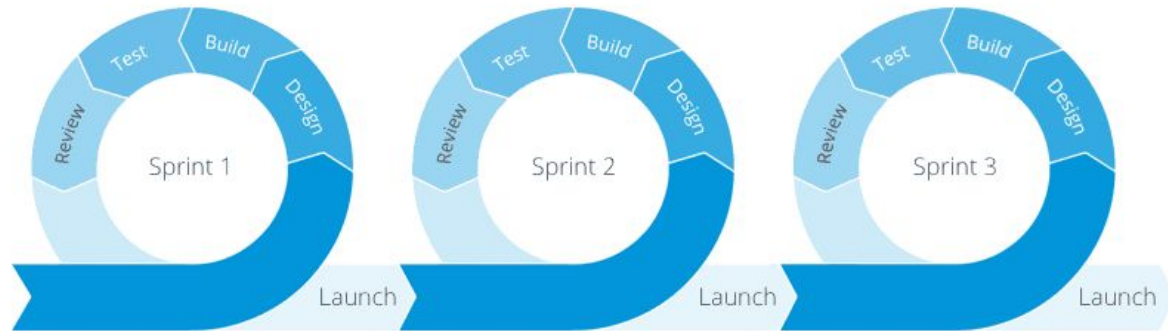 Test
Build
Design
Review
Sprint 1
Launch
Test
Build
Design
Review
Sprint 2
Launch
Test
Build
Design
Review
Sprint 3
Launch